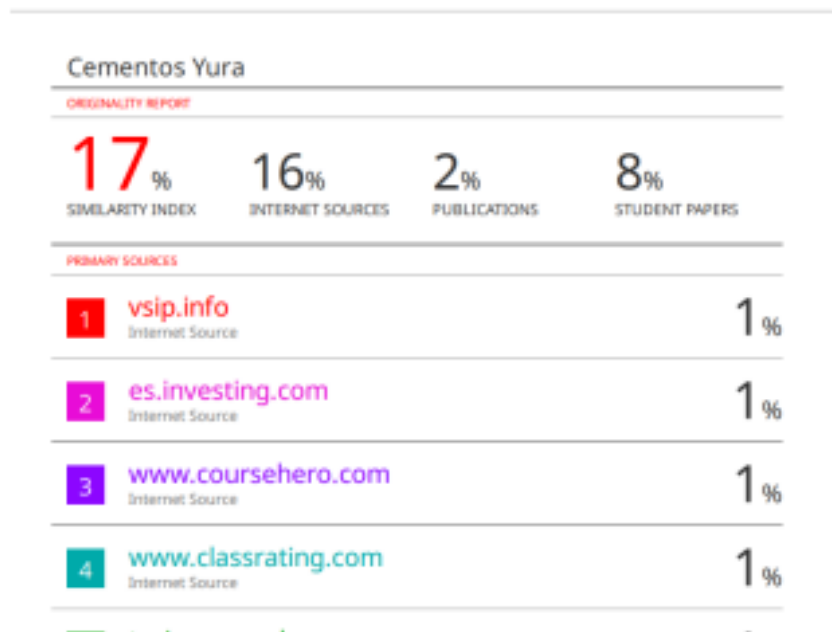 Cementos Yura
ORIGINALITY REPORT
17% 16% 2% 8%
SIMILARITY INDEX INTERNET SOURCES PUBLICATIONS STUDENT PAPERS
PRIMARY SOURCES
1 vsip.info 1%
Internet Source
2 es.investing.com 1%
Internet Source
3 www.coursehero.com 1%
Internet Source
4 www.classrating.com 1%
Internet Source